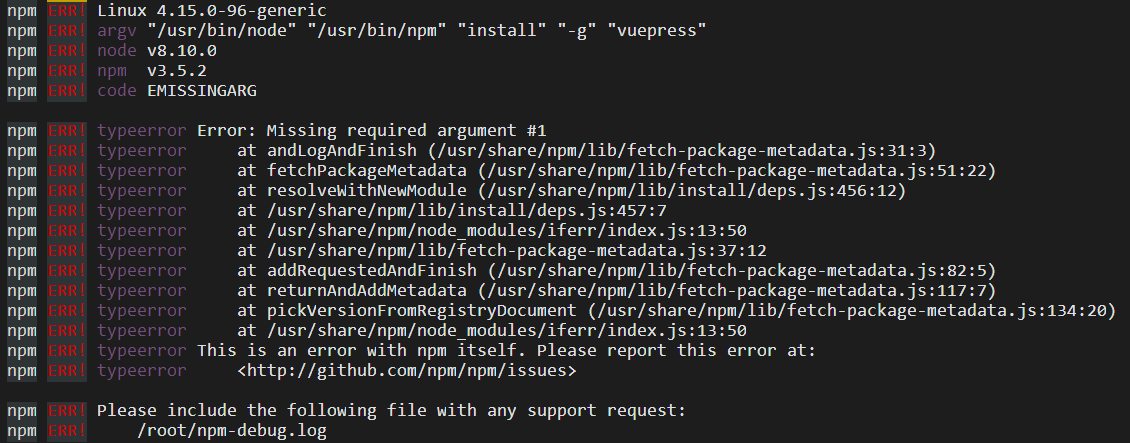 npm ERR! Linux 4.15.0-96-generic
npm ERR! argv "/usr/bin/node" "/usr/bin/npm" "install" "-g" "vuepress"
npm ERR! node v8.10.0
npm ERR! npm  v3.5.2
npm ERR! code EMISSINGARG

npm ERR! typeerror Error: Missing required argument #1
npm ERR! typeerror     at andLogAndFinish (/usr/share/npm/lib/fetch-package-metadata.js:31:3)
npm ERR! typeerror     at fetchPackageMetadata (/usr/share/npm/lib/fetch-package-metadata.js:51:22)
npm ERR! typeerror     at resolveWithNewModule (/usr/share/npm/lib/install/deps.js:456:12)
npm ERR! typeerror     at /usr/share/npm/lib/install/deps.js:457:7
npm ERR! typeerror     at /usr/share/npm/node_modules/iferr/index.js:13:50
npm ERR! typeerror     at /usr/share/npm/lib/fetch-package-metadata.js:37:12
npm ERR! typeerror     at addRequestedAndFinish (/usr/share/npm/lib/fetch-package-metadata.js:82:5)
npm ERR! typeerror     at returnAndAddMetadata (/usr/share/npm/lib/fetch-package-metadata.js:117:7)
npm ERR! typeerror     at pickVersionFromRegistryDocument (/usr/share/npm/lib/fetch-package-metadata.js:134:20)
npm ERR! typeerror     at /usr/share/npm/node_modules/iferr/index.js:13:50
npm ERR! typeerror This is an error with npm itself. Please report this error at:
npm ERR! typeerror     <http://github.com/npm/npm/issues>

npm ERR! Please include the following file with any support request:
npm ERR!     /root/npm-debug.log